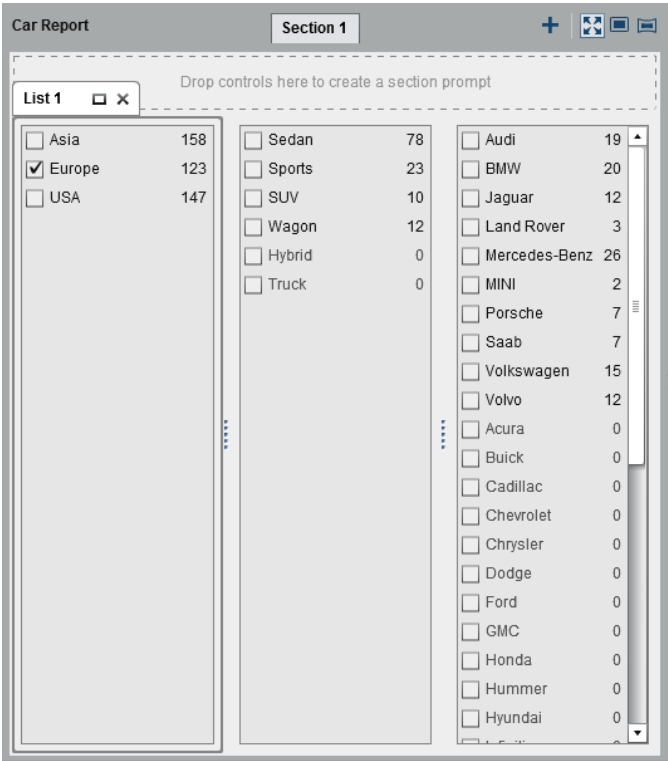 Car Report
Section 1
Drop controls here to create a section prompt
List 1
Asia 158
Europe 123
USA 147
Sedan 78
Sports 23
SUV 10
Wagon 12
Hybrid 0
Truck 0
Audi 19
BMW 20
Jaguar 12
Land Rover 3
Mercedes-Benz 26
MINI 2
Porsche 7
Saab 7
Volkswagen 15
Volvo 12
Acura 0
Buick 0
Cadillac 0
Chevrolet 0
Chrysler 0
Dodge 0
Ford 0
GMC 0
Honda 0
Hummer 0
Hyundai 0